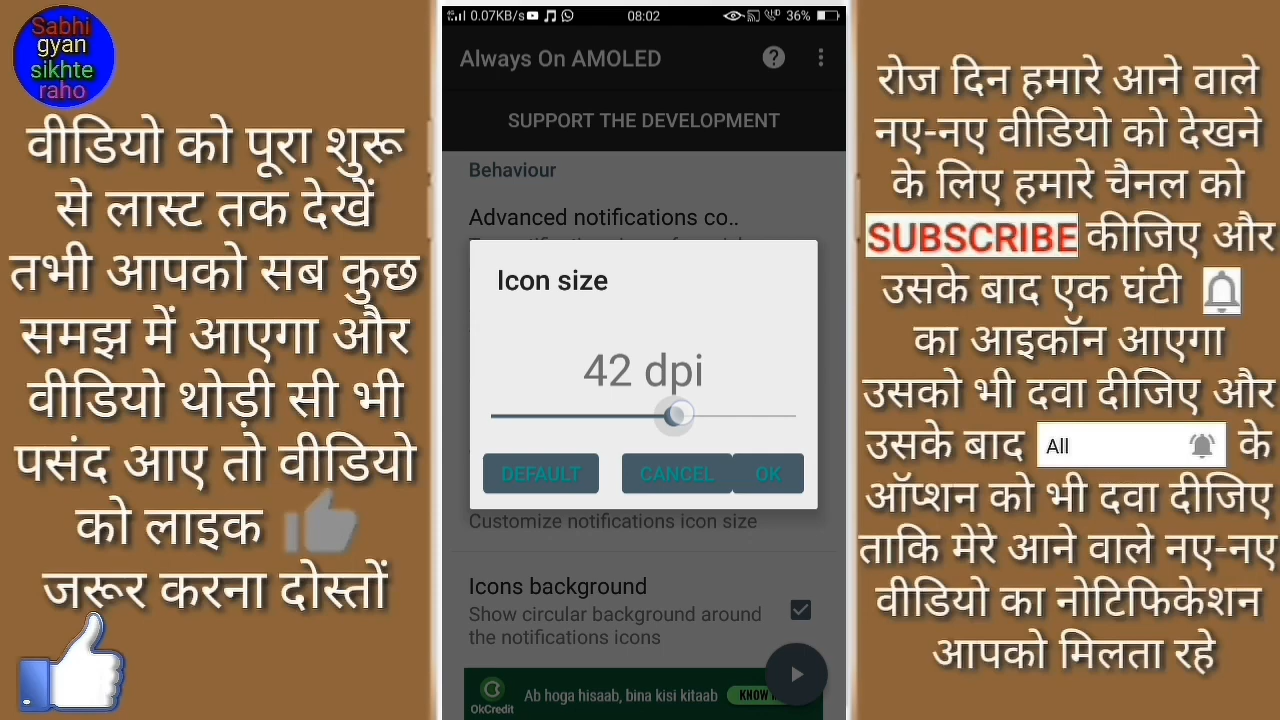 Sabhi
gyan
sikhte
raho
वीडियो को पूरा शुरू
से लास्ट तक देखें
तभी आपको सब कुछ
समझ में आएगा और
वीडियो थोड़ी सी भी
पसंद आए तो वीडियो
को लाइक
जरूर करना दोस्तों
0.07KB/s 08:02 36%
Always On AMOLED
SUPPORT THE DEVELOPMENT
Behaviour
Advanced notifications co..
Icon size
42 dpi
DEFAULT CANCEL OK
Customize notifications icon size
Icons background
Show circular background around
the notifications icons
OkCredit
Ab hoga hisaab, bina kisi kitaab
रोज दिन हमारे आने वाले
नए-नए वीडियो को देखने
के लिए हमारे चैनल को
SUBSCRIBE कीजिए और
उसके बाद एक घंटी
का आइकॉन आएगा
उसको भी दवा दीजिए और
उसके बाद All के
ऑप्शन को भी दवा दीजिए
ताकि मेरे आने वाले नए-नए
वीडियो का नोटिफिकेशन
आपको मिलता रहे